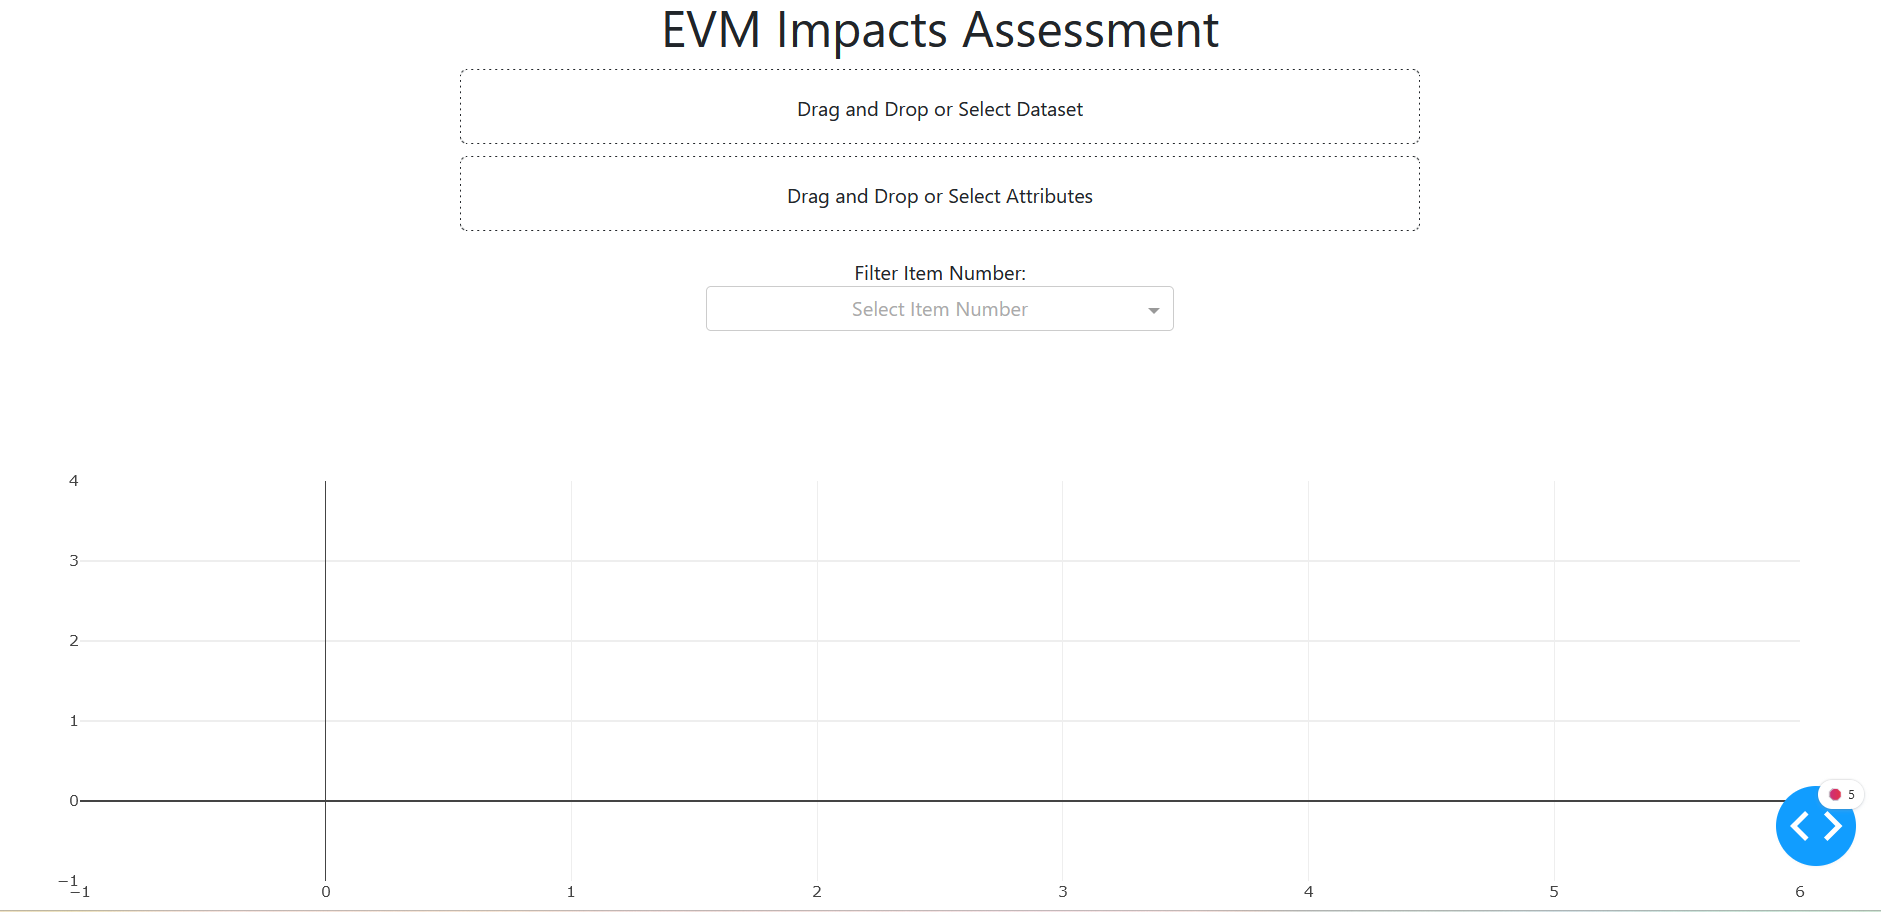 EVM Impacts Assessment
Drag and Drop or Select Dataset
Drag and Drop or Select Attributes
Filter Item Number:
Select Item Number
4
3
2
1
0
−1
−1 0 1 2 3 4 5 6
5